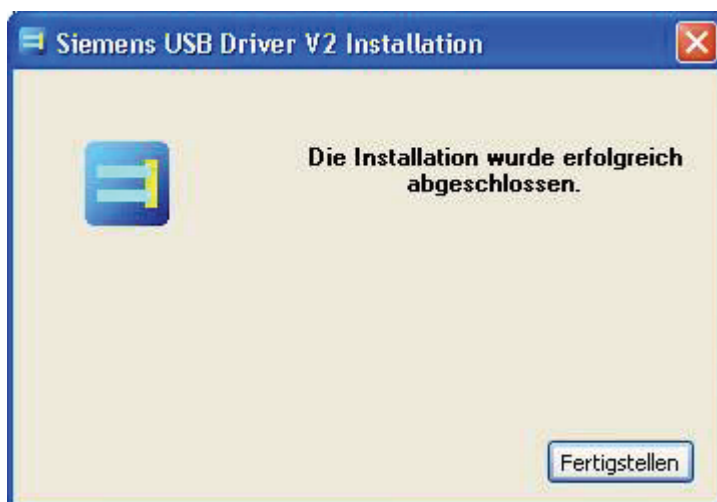 Siemens USB Driver V2 Installation
Die Installation wurde erfolgreich
abgeschlossen.
Fertigstellen